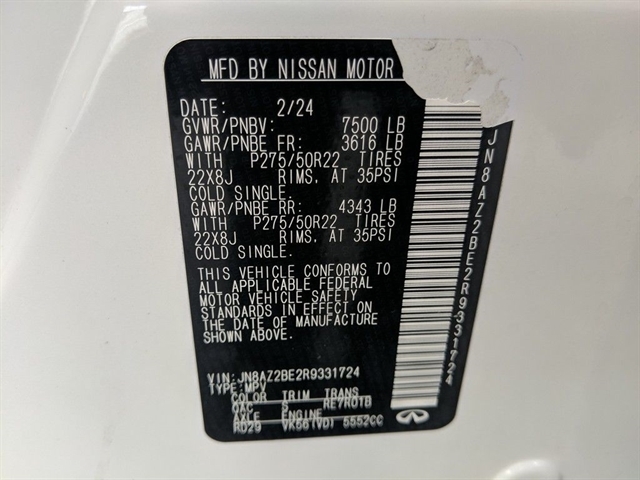 MFD BY NISSAN MOTOR
DATE: 2/24
GVWR/PNBV: 7500 LB
GAWR/PNBE FR: 3616 LB
WITH P275/50R22 TIRES
22X8J RIMS, AT 35PSI
COLD SINGLE.
GAWR/PNBE RR: 4343 LB
WITH P275/50R22 TIRES
22X8J RIMS, AT 35PSI
COLD SINGLE.
THIS VEHICLE CONFORMS TO
ALL APPLICABLE FEDERAL
MOTOR VEHICLE SAFETY
STANDARDS IN EFFECT ON
THE DATE OF MANUFACTURE
SHOWN ABOVE.
VIN:JN8AZ2BE2R9331724
TYPE:MPV
COLOR TRIM TRANS
QAC S RE7R01B
AXLE ENGINE
RD29 VK56(VD) 5552CC
JN8AZ2BE2R9331724